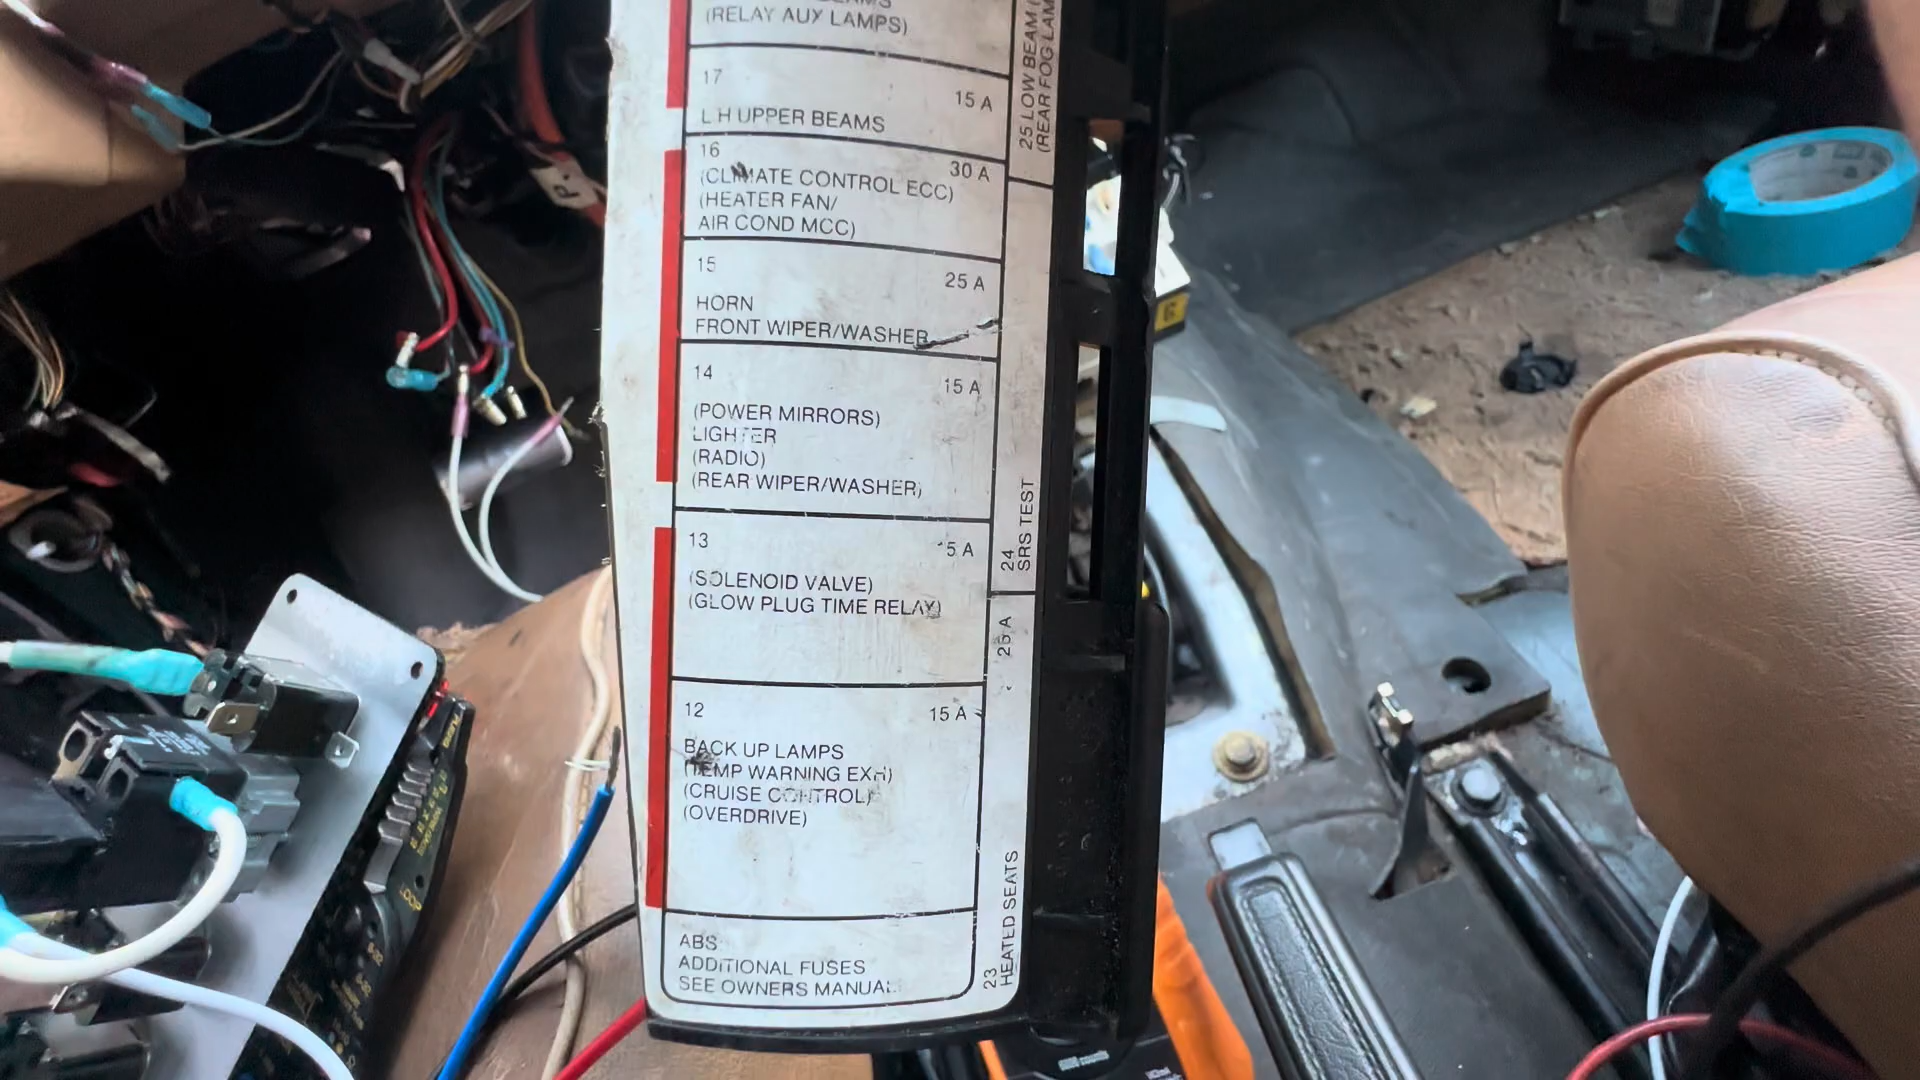 (RELAY AUX LAMPS)
17
15 A
L H UPPER BEAMS
16
30 A
(CLIMATE CONTROL ECC)
(HEATER FAN/
AIR COND MCC)
15
25 A
HORN
FRONT WIPER/WASHER
14
15 A
(POWER MIRRORS)
LIGHTER
(RADIO)
(REAR WIPER/WASHER)
13
5 A
(SOLENOID VALVE)
(GLOW PLUG TIME RELAY)
12
15 A
BACK UP LAMPS
(TEMP WARNING EXH)
(CRUISE CONTROL)
(OVERDRIVE)
ABS
ADDITIONAL FUSES
SEE OWNERS MANUAL
25 LOW BEAM
(REAR FOG LAM
24
SRS TEST
25 A
23
HEATED SEATS